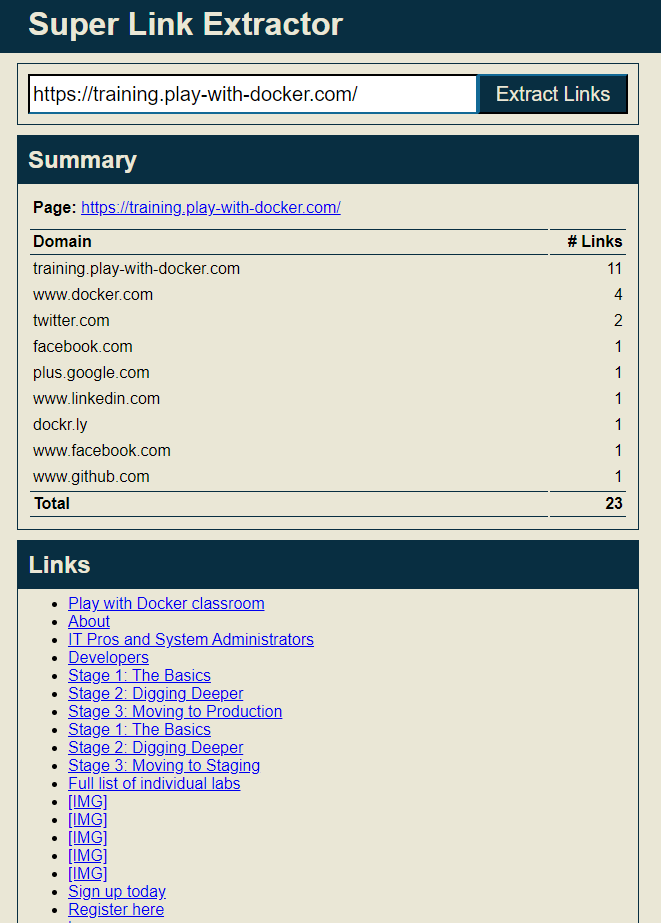 Super Link Extractor
https://training.play-with-docker.com/ Extract Links
Summary
Page: https://training.play-with-docker.com/
Domain # Links
training.play-with-docker.com 11
www.docker.com 4
twitter.com 2
facebook.com 1
plus.google.com 1
www.linkedin.com 1
dockr.ly 1
www.facebook.com 1
www.github.com 1
Total 23
Links
Play with Docker classroom
About
IT Pros and System Administrators
Developers
Stage 1: The Basics
Stage 2: Digging Deeper
Stage 3: Moving to Production
Stage 1: The Basics
Stage 2: Digging Deeper
Stage 3: Moving to Staging
Full list of individual labs
[IMG]
[IMG]
[IMG]
[IMG]
[IMG]
Sign up today
Register here